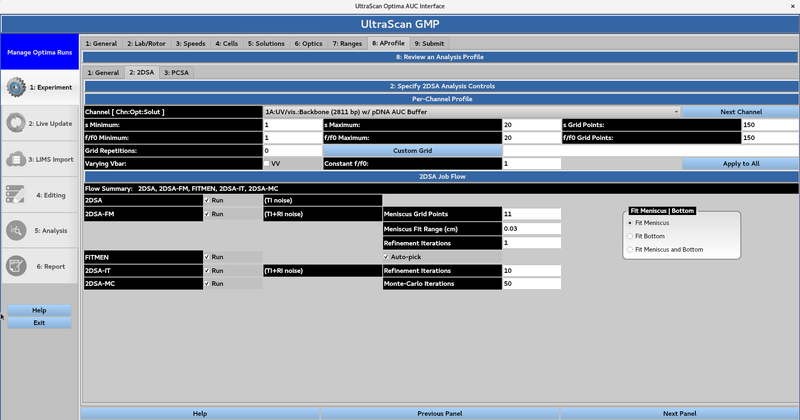 UltraScan Optima AUC Interface
UltraScan GMP
Manage Optima Runs
1: Experiment
2: Live Update
3: LIMS Import
4: Editing
5: Analysis
6: Report
Help
Exit
1: General 2: Lab/Rotor 3: Speeds 4: Cells 5: Solutions 6: Optics 7: Ranges 8: AProfile 9: Submit
8: Review an Analysis Profile
1: General 2: 2DSA 3: PCSA
2: Specify 2DSA Analysis Controls
Per-Channel Profile
Channel [ Chn:Opt:Solut ] 1A:UV/vis.:Backbone (2811 bp) w/ pDNA AUC Buffer Next Channel
s Minimum: 1 s Maximum: 20 s Grid Points: 150
f/f0 Minimum: 1 f/f0 Maximum: 20 f/f0 Grid Points: 150
Grid Repetitions: 0 Custom Grid
Varying Vbar: VV Constant f/f0: 1 Apply to All
2DSA Job Flow
Flow Summary: 2DSA, 2DSA-FM, FITMEN, 2DSA-IT, 2DSA-MC
2DSA Run (TI noise)
2DSA-FM Run (TI+RI noise) Meniscus Grid Points 11
Meniscus Fit Range (cm) 0.03
Refinement Iterations 1
Fit Meniscus | Bottom
Fit Meniscus
Fit Bottom
Fit Meniscus and Bottom
FITMEN Run Auto-pick
2DSA-IT Run (TI+RI noise) Refinement Iterations 10
2DSA-MC Run Monte-Carlo Iterations 50
Help Previous Panel Next Panel